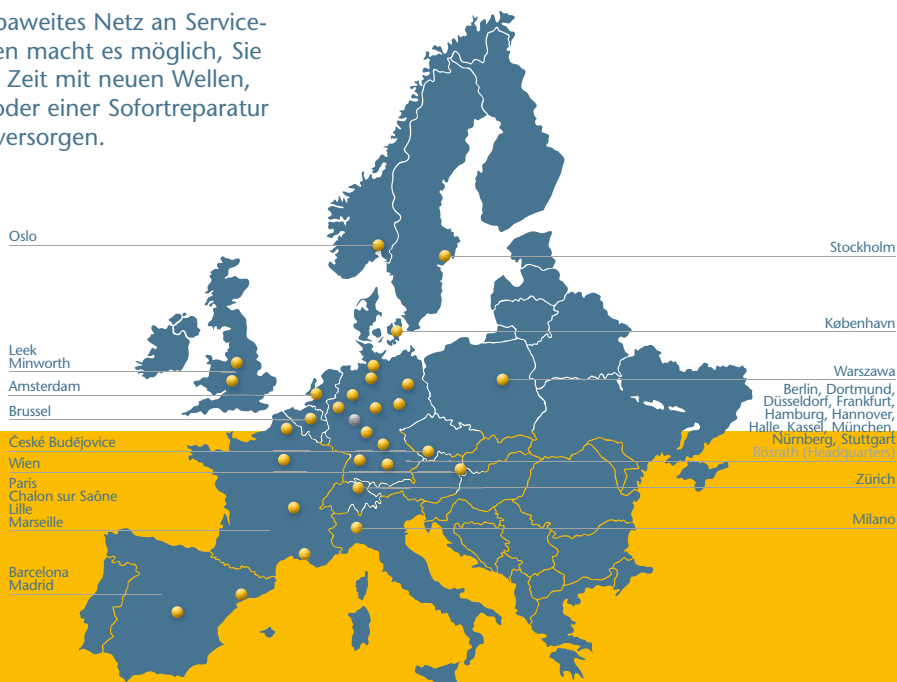 paweites Netz an Service-
en macht es möglich, Sie
Zeit mit neuen Wellen,
oder einer Sofortreparatur
versorgen.
Oslo
Leek
Minworth
Amsterdam
Brussel
České Budějovice
Wien
Paris
Chalon sur Saône
Lille
Marseille
Barcelona
Madrid
Stockholm
København
Warszawa
Berlin, Dortmund,
Düsseldorf, Frankfurt,
Hamburg, Hannover,
Halle, Kassel, München,
Nürnberg, Stuttgart
Rösrath (Headquarters)
Zürich
Milano